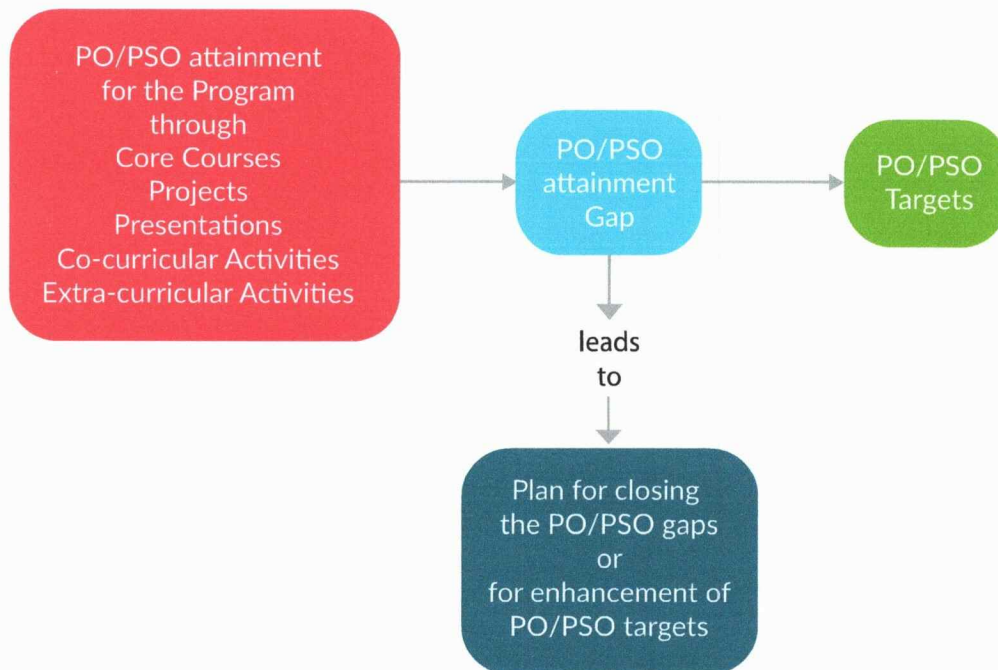 PO/PSO attainment
for the Program
through
Core Courses
Projects
Presentations
Co-curricular Activities
Extra-curricular Activities
PO/PSO
attainment
Gap
PO/PSO
Targets
leads
to
Plan for closing
the PO/PSO gaps
or
for enhancement of
PO/PSO targets